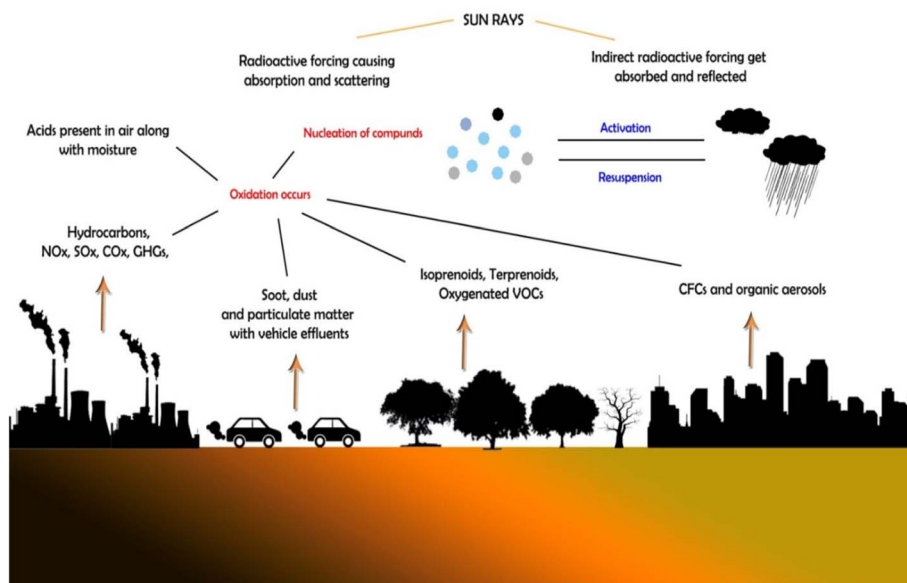 SUN RAYS
Radioactive forcing causing
absorption and scattering
Indirect radioactive forcing get
absorbed and reflected
Acids present in air along
with moisture
Nucleation of compunds
Activation
Resuspension
Oxidation occurs
Hydrocarbons,
NOx, SOx, COx, GHGs,
Soot, dust
and particulate matter
with vehicle effluents
Isoprenoids, Terprenoids,
Oxygenated VOCs
CFCs and organic aerosols